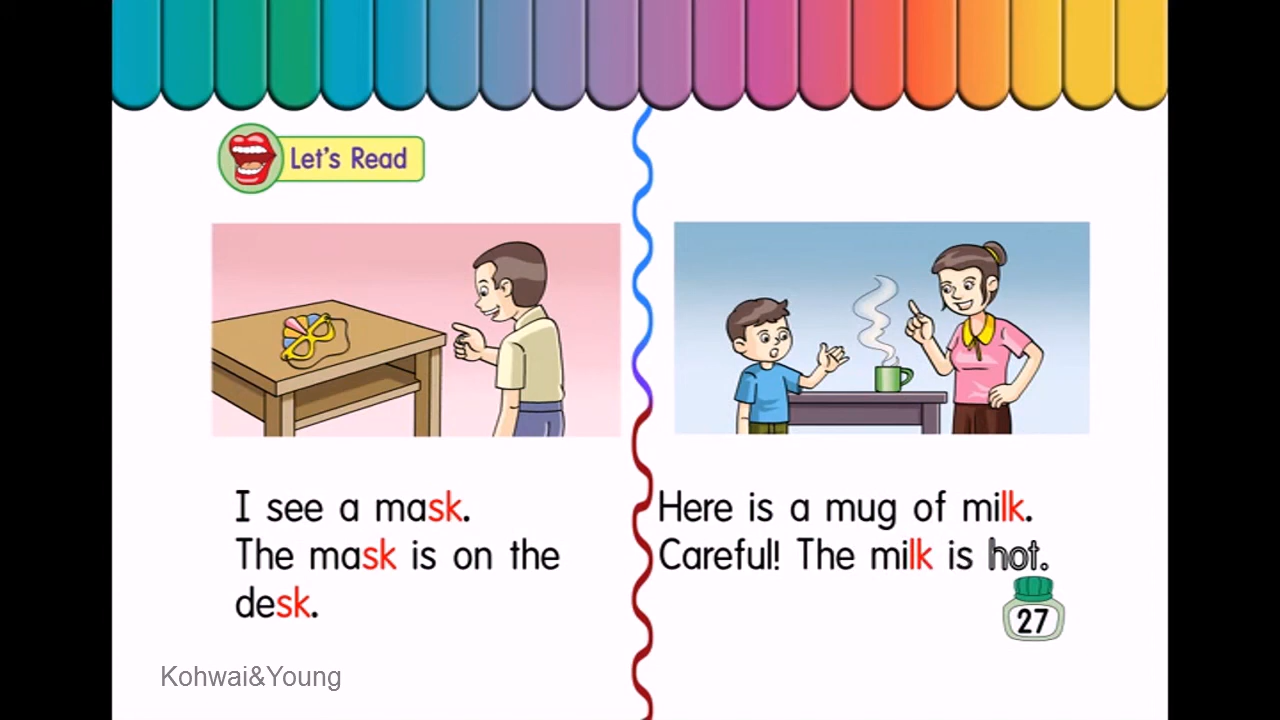 Let's Read
I see a mask.
The mask is on the
desk.
Here is a mug of milk.
Careful! The milk is hot.
27
Kohwai&Young